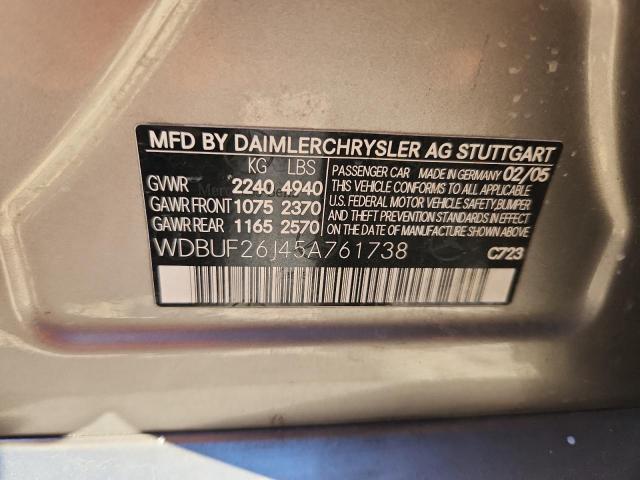 MFD BY DAIMLERCHRYSLER AG STUTTGART
KG LBS
GVWR 2240 4940
GAWR FRONT 1075 2370
GAWR REAR 1165 2570
PASSENGER CAR MADE IN GERMANY 02/05
THIS VEHICLE CONFORMS TO ALL APPLICABLE
U.S. FEDERAL MOTOR VEHICLE SAFETY,BUMPER
AND THEFT PREVENTION STANDARDS IN EFFECT
ON THE DATE OF MANUFACTURE SHOWN ABOVE
WDBUF26J45A761738
C723